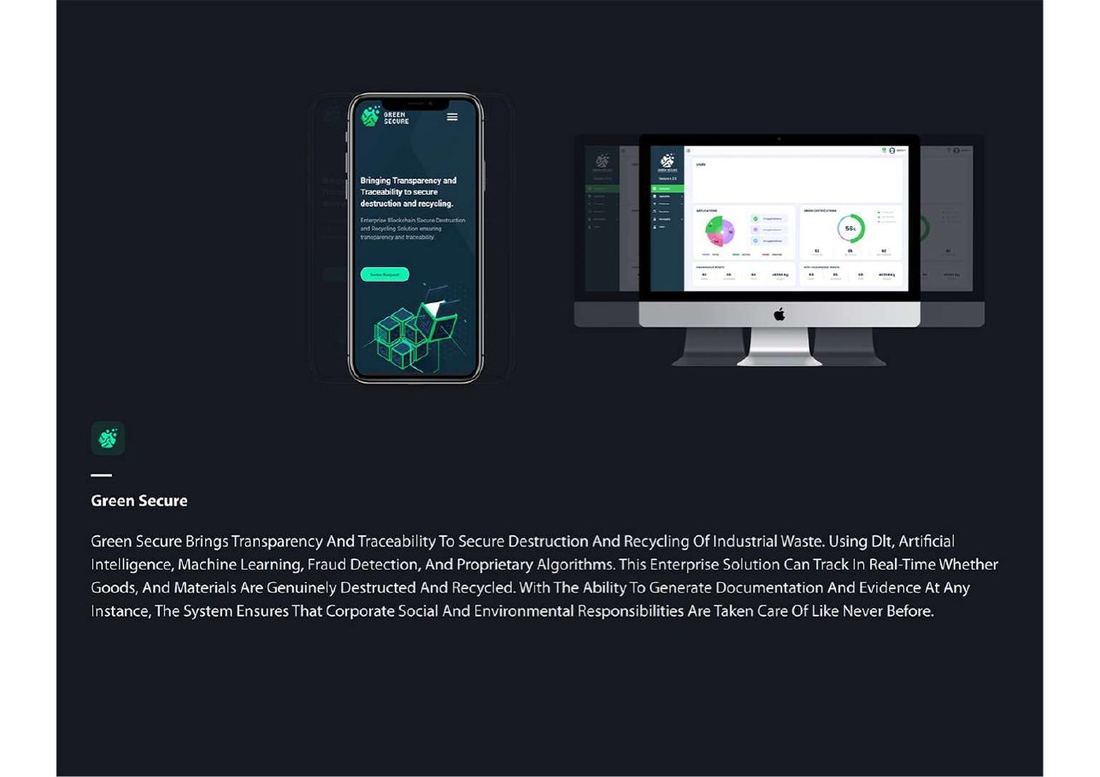 GREEN
SECURE
Bringing Transparency and
Traceability to secure
destruction and recycling.
Enterprise Blockchain Secure Destruction
and Recycling Solution ensuring
transparency and traceability.
56%
Green Secure
Green Secure Brings Transparency And Traceability To Secure Destruction And Recycling Of Industrial Waste. Using Dlt, Artificial
Intelligence, Machine Learning, Fraud Detection, And Proprietary Algorithms. This Enterprise Solution Can Track In Real-Time Whether
Goods, And Materials Are Genuinely Destructed And Recycled. With The Ability To Generate Documentation And Evidence At Any
Instance, The System Ensures That Corporate Social And Environmental Responsibilities Are Taken Care Of Like Never Before.